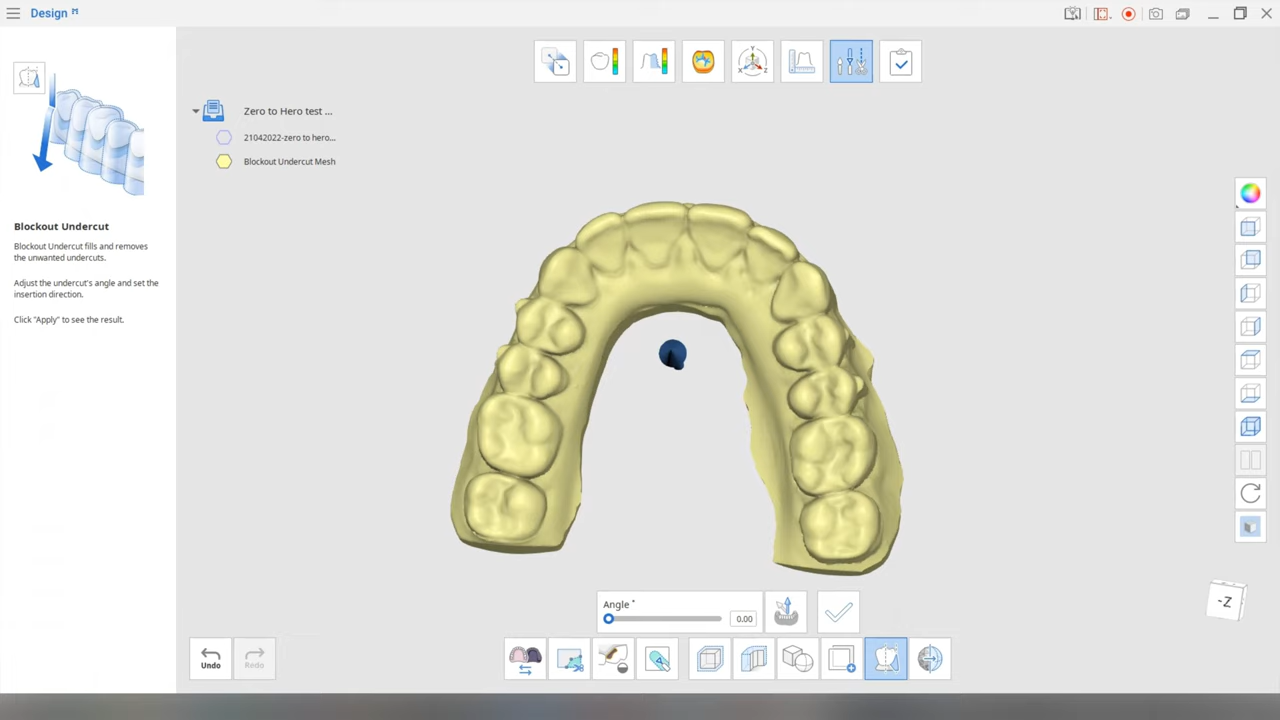 Design
Y
X
Z
Zero to Hero test ...
21042022-zero to hero...
Blockout Undercut Mesh
Blockout Undercut
Blockout Undercut fills and removes
the unwanted undercuts.
Adjust the undercut's angle and set the
insertion direction.
Click "Apply" to see the result.
-Z
Angle °
0.00
Undo
Redo